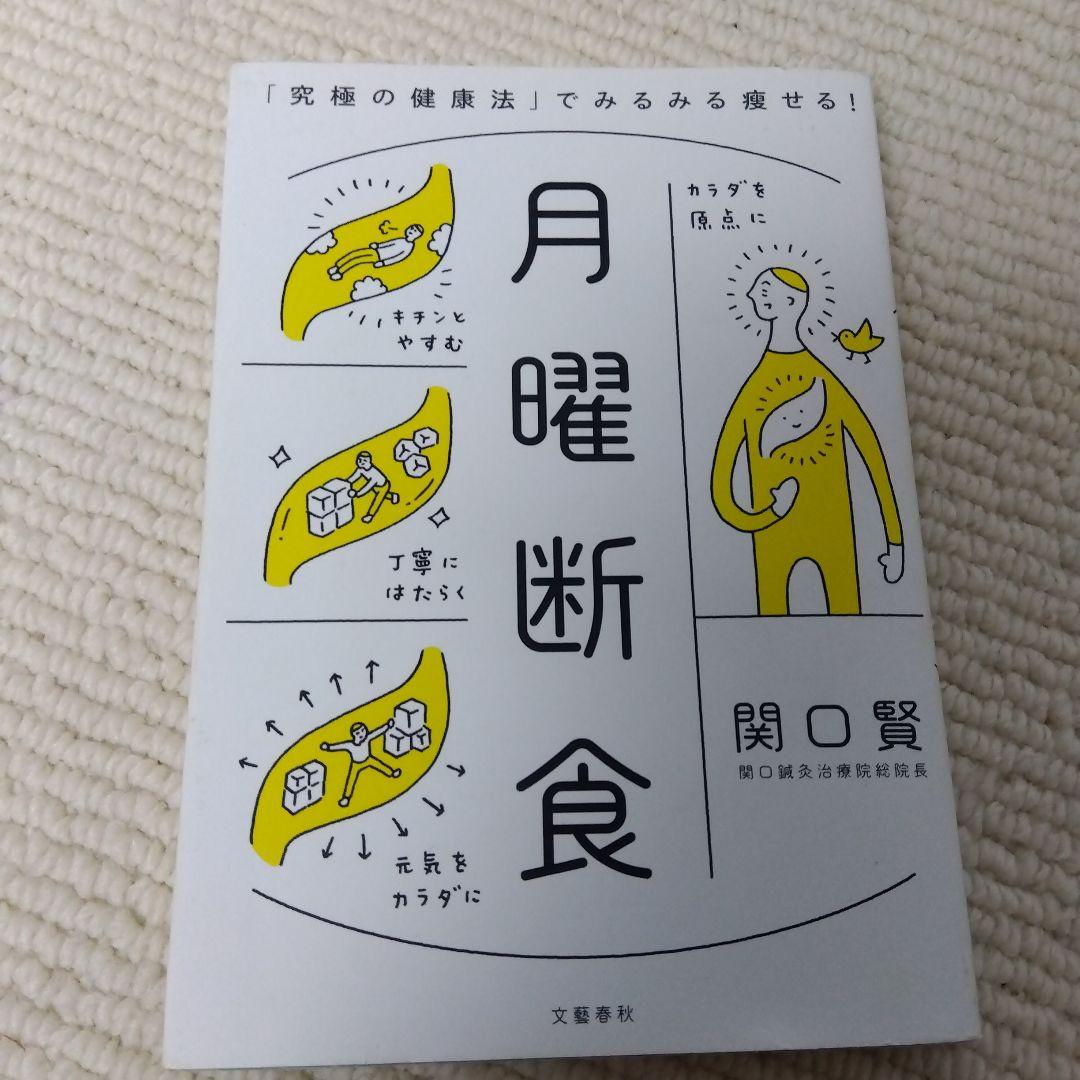 「究極の健康法」でみるみる痩せる!
月曜断食
カラダを
原点に
キチンと
やすむ
丁寧に
はたらく
元気を
カラダに
関口賢
関口鍼灸治療院総院長
文藝春秋